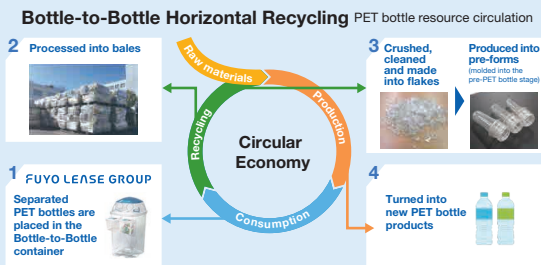 Bottle-to-Bottle Horizontal Recycling PET bottle resource circulation
2 Processed into bales
Raw materials
3 Crushed,
cleaned
and made
into flakes
Produced into
pre-forms
(molded into the
pre-PET bottle stage)
Recycling
Production
Circular
Economy
Consumption
1 FUYO LEASE GROUP
Separated
PET bottles are
placed in the
Bottle-to-Bottle
container
4
Turned into
new PET bottle
products